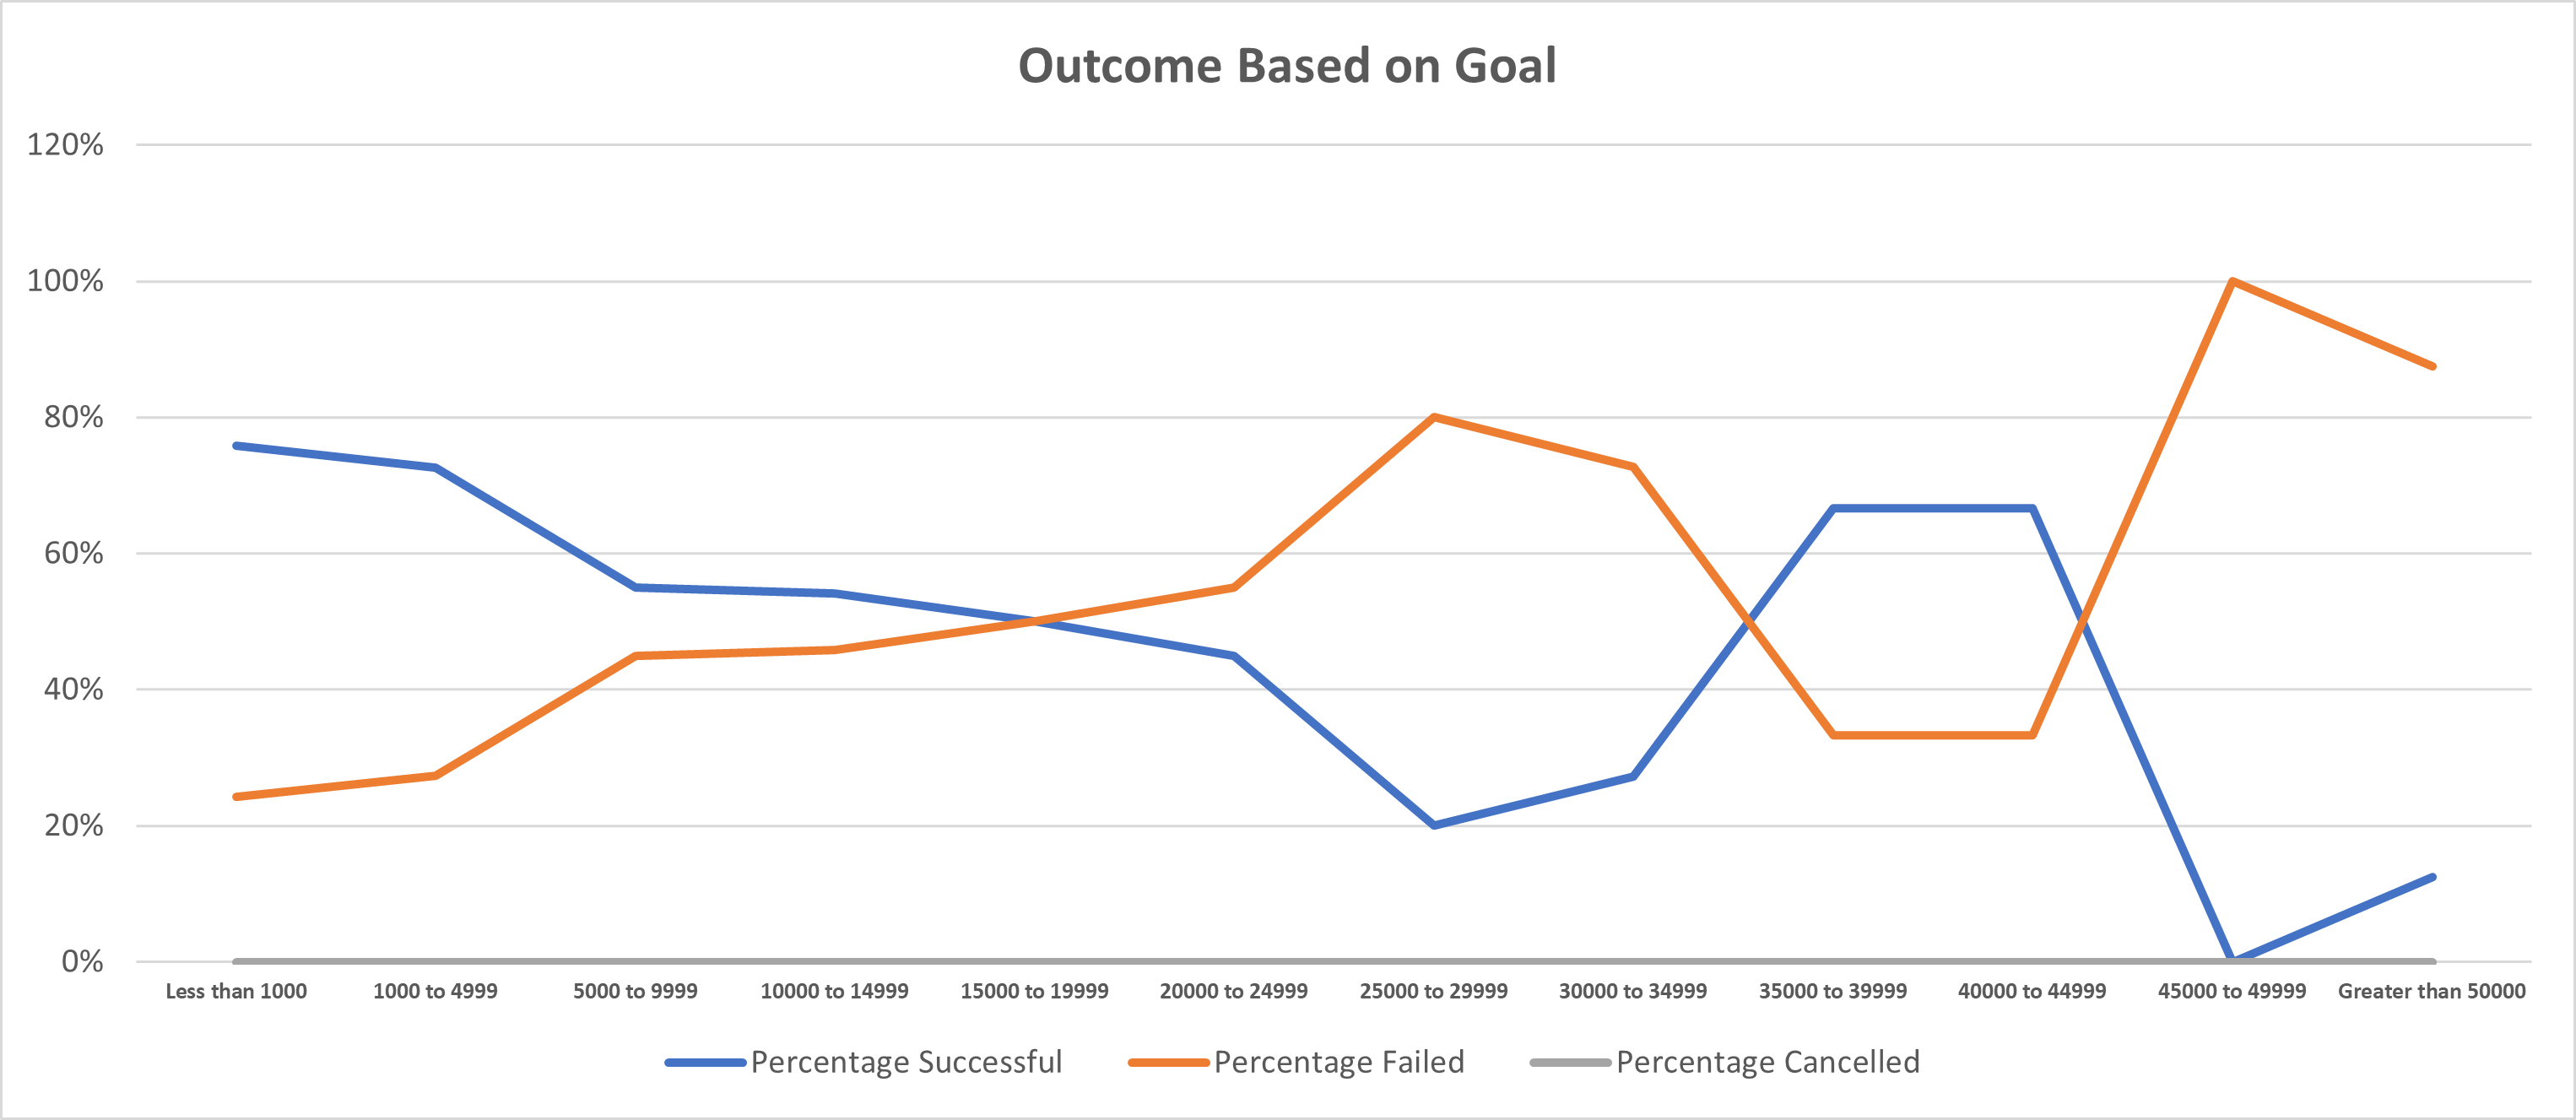 Outcome Based on Goal
120%
100%
80%
60%
40%
20%
0%
Less than 1000 1000 to 4999 5000 to 9999 10000 to 14999 15000 to 19999 20000 to 24999 25000 to 29999 30000 to 34999 35000 to 39999 40000 to 44999 45000 to 49999 Greater than 50000
Percentage Successful Percentage Failed Percentage Cancelled